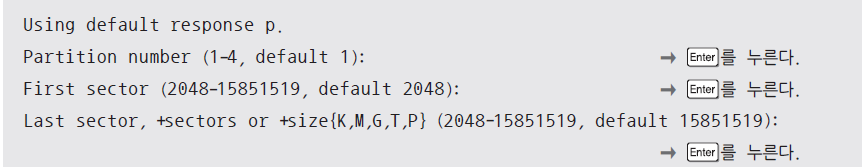 Using default response p.
Partition number (1-4, default 1): → Enter를 누른다.
First sector (2048-15851519, default 2048): → Enter를 누른다.
Last sector, +sectors or +size{K,M,G,T,P} (2048-15851519, default 15851519):
→ Enter를 누른다.